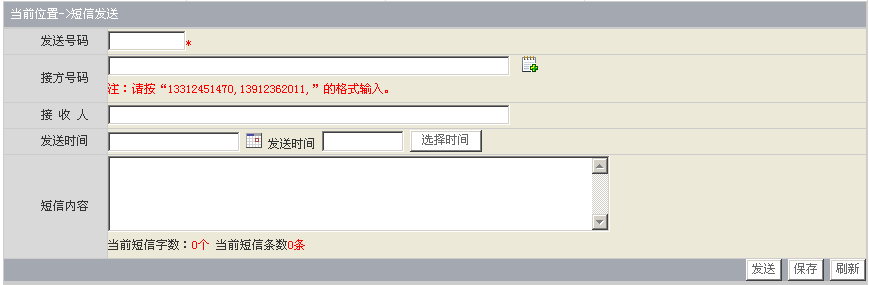 当前位置->短信发送
发送号码 *
接方号码
注：请按“13312451470,13912362011,”的格式输入。
接 收 人
发送时间 发送时间 选择时间
短信内容
当前短信字数：0个 当前短信条数0条
发送 保存 刷新